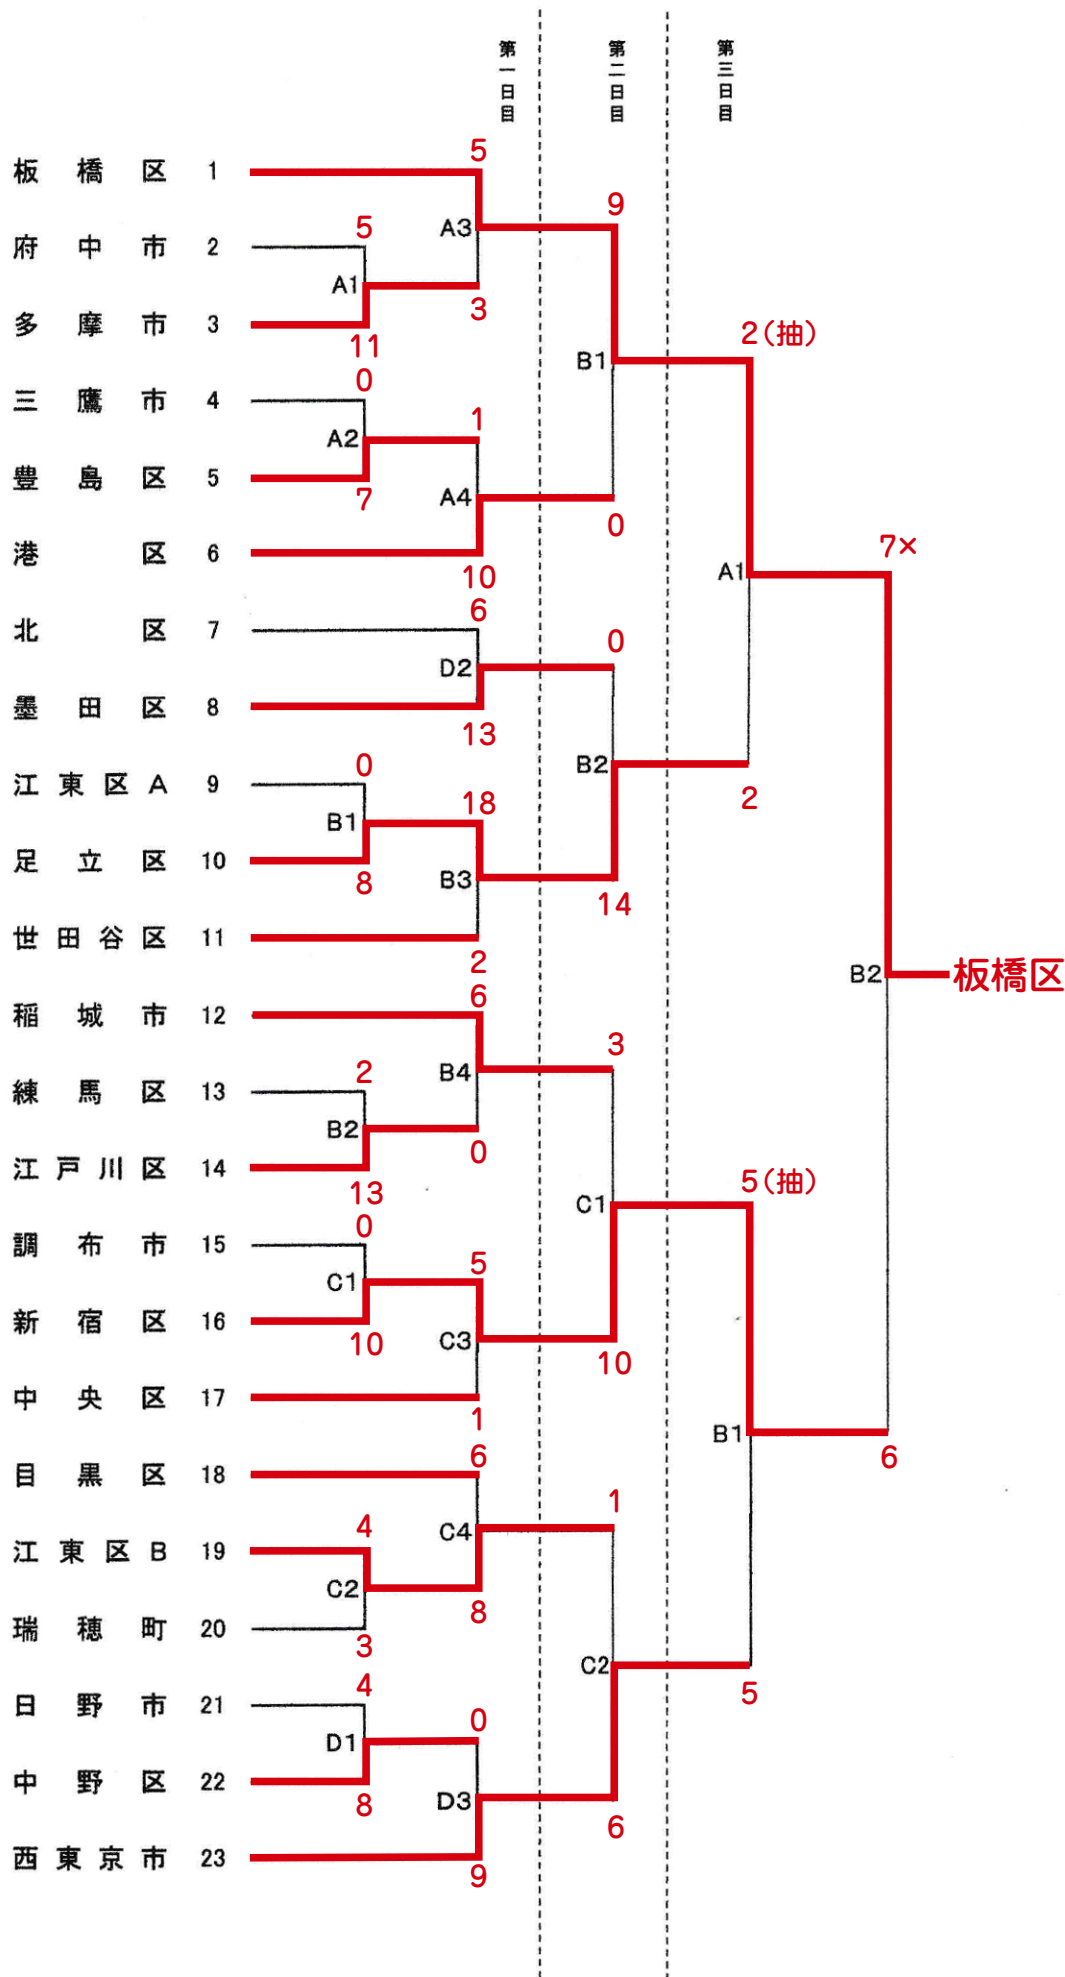 第一日目
第二日目
第三日目
5
板橋区 1
9
A3
5
府中市 2
A1
3
多摩市 3
2(抽)
11
B1
0
三鷹市 4
1
A2
豊島区 5
7
A4
0
7×
港区 6
A1
10
6
北区 7
0
D2
墨田区 8
13
B2
0
江東区A 9
2
18
B1
足立区 10
8
B3
14
世田谷区 11
2
B2
板橋区
6
稲城市 12
3
B4
2
練馬区 13
B2
0
江戸川区 14
5(抽)
13
C1
0
調布市 15
5
C1
新宿区 16
10
C3
10
中央区 17
1
B1
6
6
目黒区 18
1
4
C4
江東区B 19
C2
8
瑞穂町 20
3
C2
4
5
日野市 21
0
D1
中野区 22
8
D3
6
西東京市 23
9